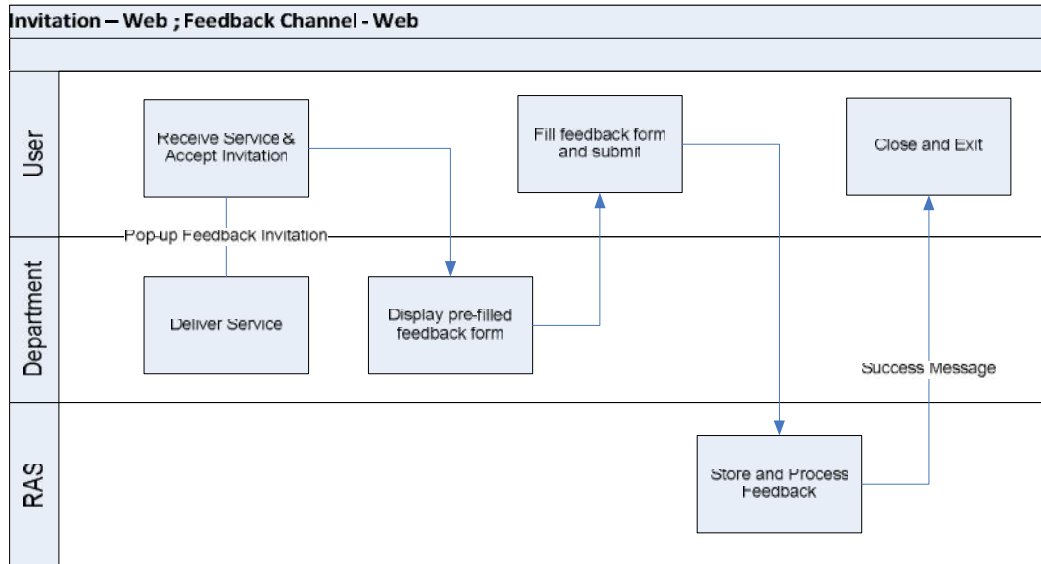 Invitation – Web ; Feedback Channel - Web
User
Receive Service &
Accept Invitation
Fill feedback form
and submit
Close and Exit
Pop-up Feedback Invitation
Department
Deliver Service
Display pre-filled
feedback form
Success Message
RAS
Store and Process
Feedback